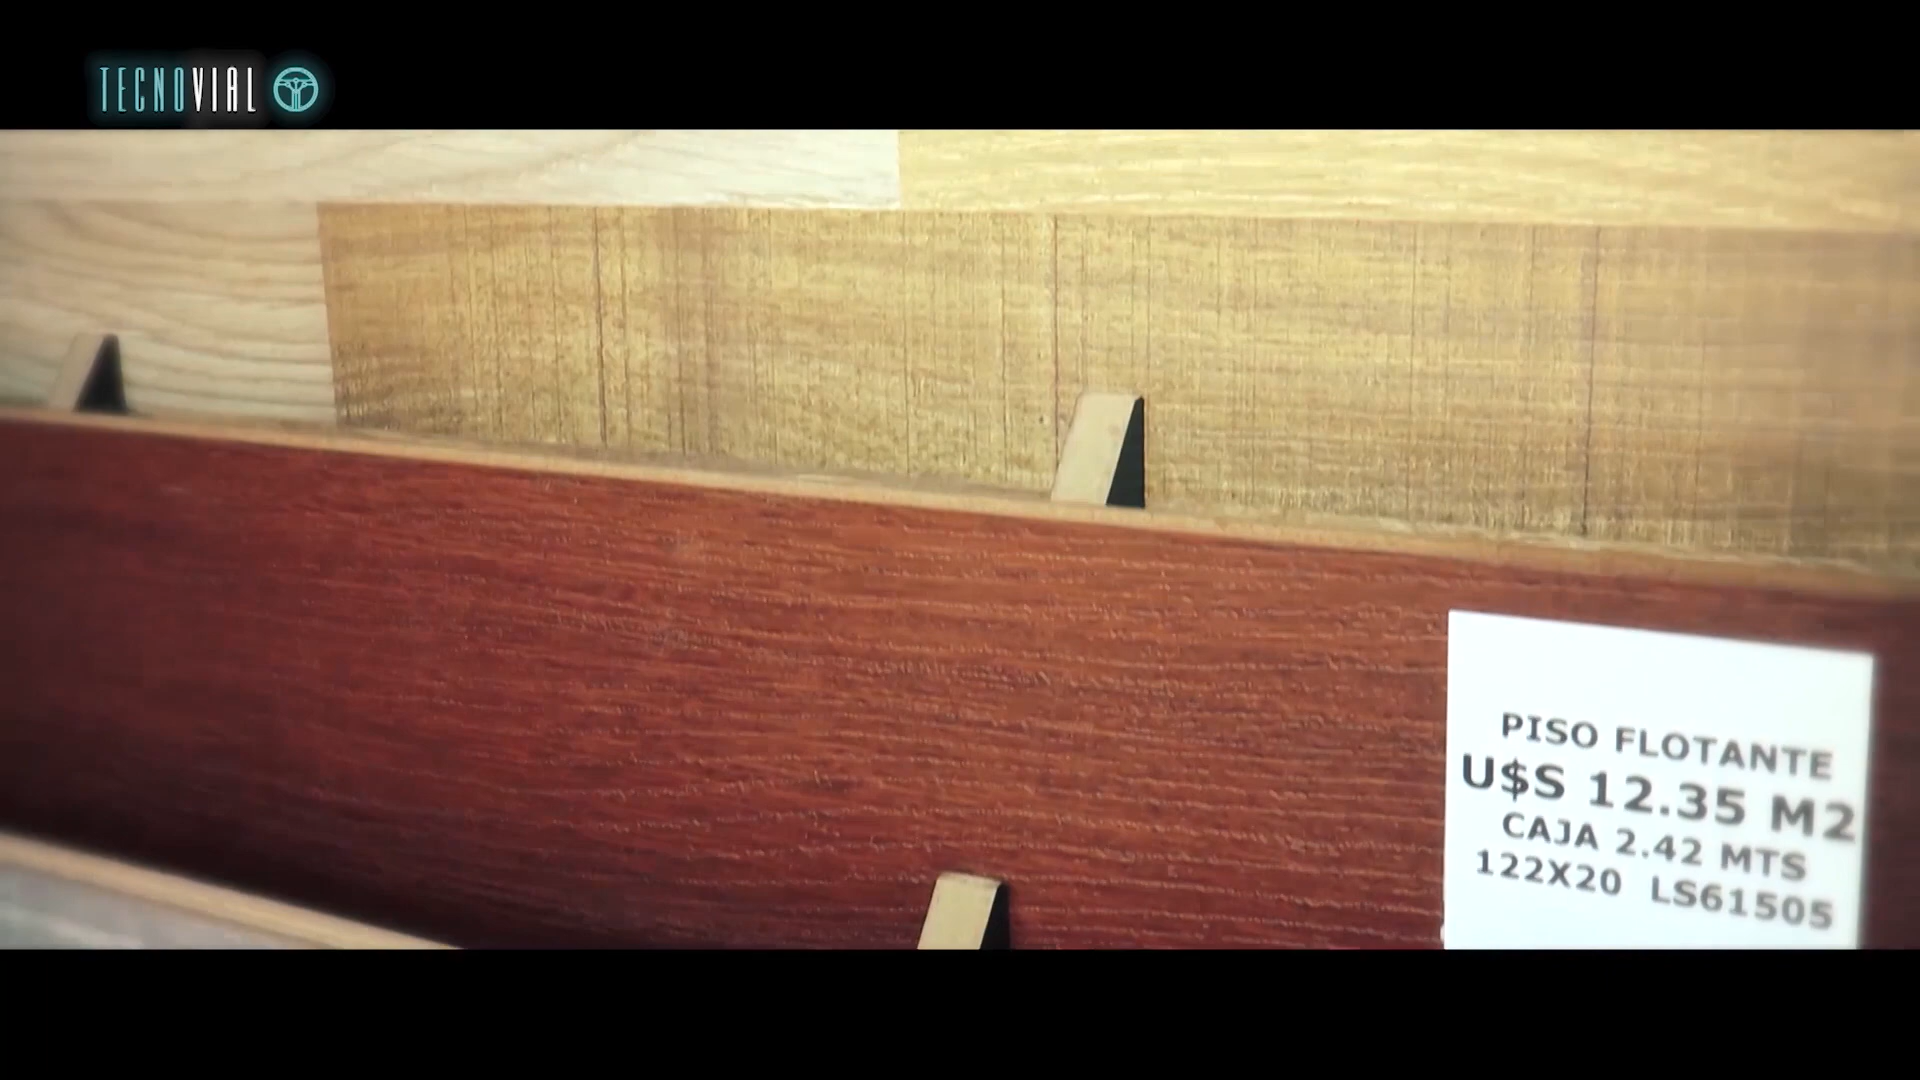 TECNOVIAL
PISO FLOTANTE
U$S 12.35 M2
CAJA 2.42 MTS
122X20 LS61505